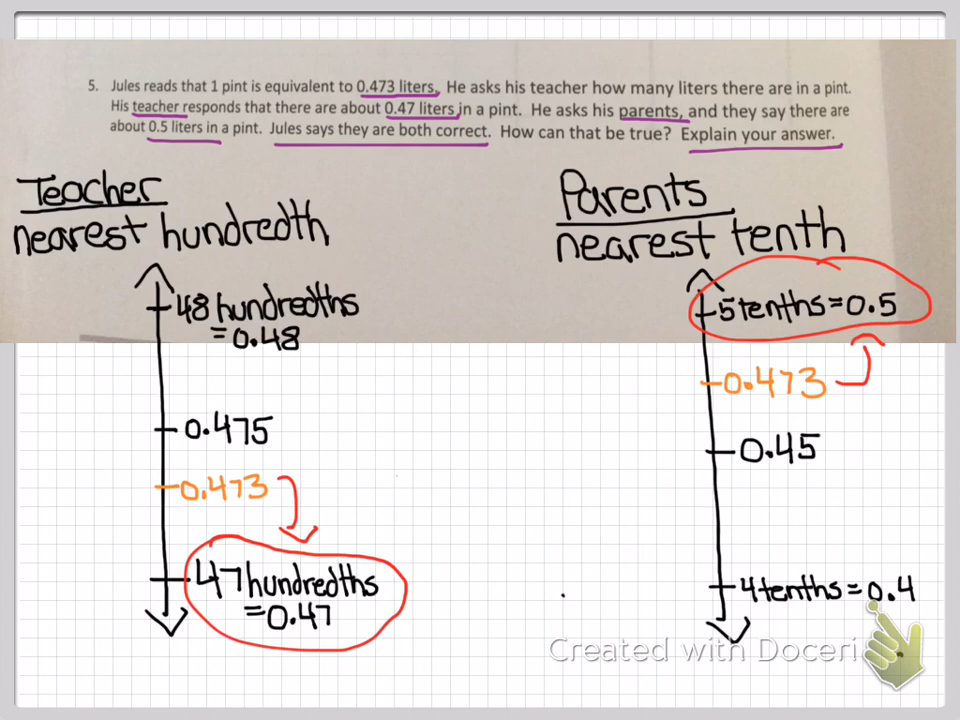 5. Jules reads that 1 pint is equivalent to 0.473 liters. He asks his teacher how many liters there are in a pint.
His teacher responds that there are about 0.47 liters in a pint. He asks his parents, and they say there are
about 0.5 liters in a pint. Jules says they are both correct. How can that be true? Explain your answer.
Teacher
nearest hundredth
48 hundredths
= 0.48
0.475
0.473
47 hundredths
= 0.47
Parents
nearest tenth
5 tenths = 0.5
0.473
0.45
4 tenths = 0.4
Created with Doceri